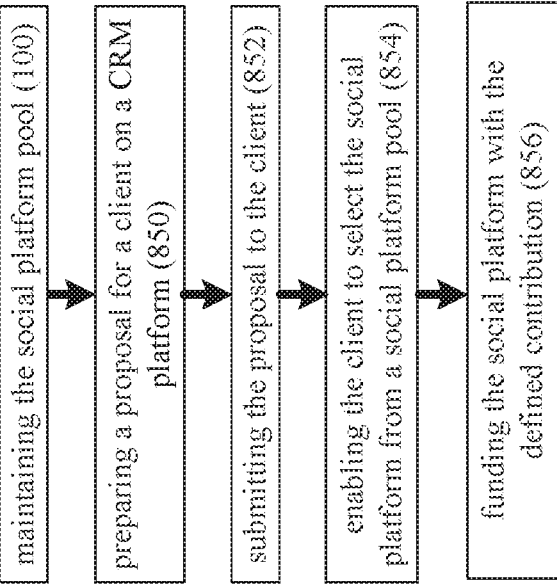 maintaining the social platform pool (100)
preparing a proposal for a client on a CRM
platform (850)
submitting the proposal to the client (852)
enabling the client to select the social
platform from a social platform pool (854)
funding the social platform with the
defined contribution (856)